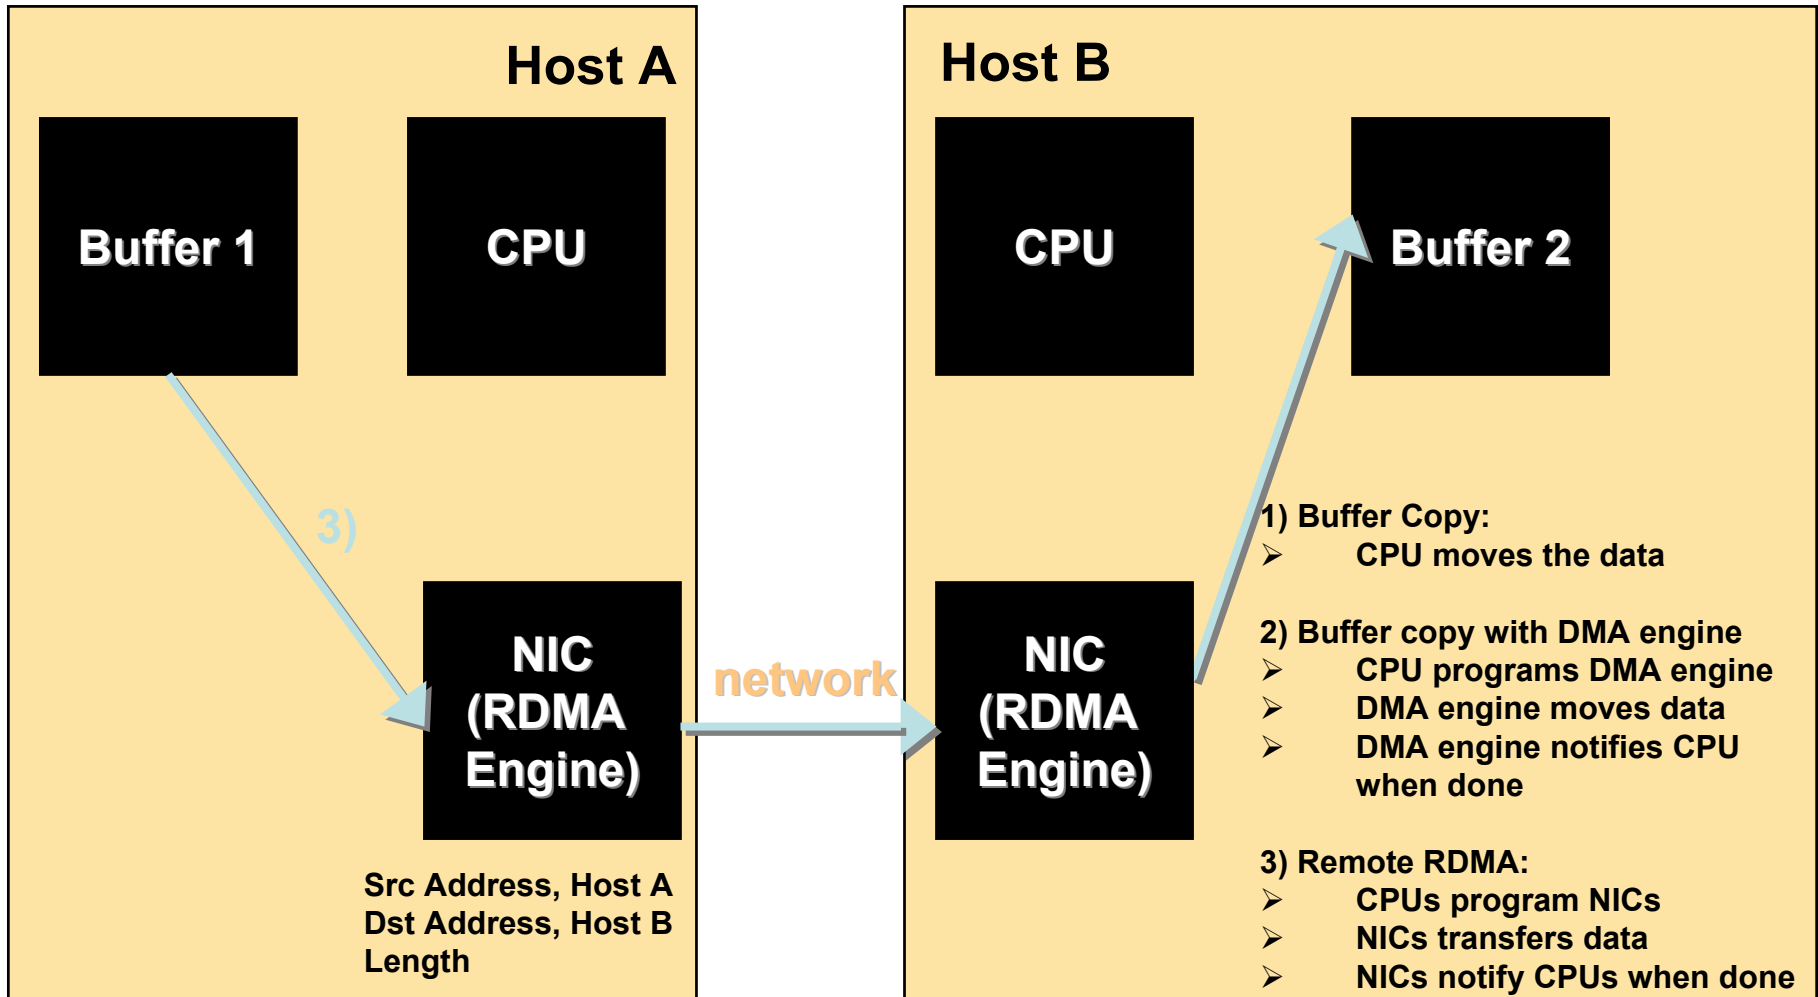 Host A
Host B
Buffer 1
CPU
CPU
Buffer 2
3)
NIC
(RDMA
Engine)
network
NIC
(RDMA
Engine)
Src Address, Host A
Dst Address, Host B
Length
1) Buffer Copy:
➢ CPU moves the data
2) Buffer copy with DMA engine
➢ CPU programs DMA engine
➢ DMA engine moves data
➢ DMA engine notifies CPU
when done
3) Remote RDMA:
➢ CPUs program NICs
➢ NICs transfers data
➢ NICs notify CPUs when done